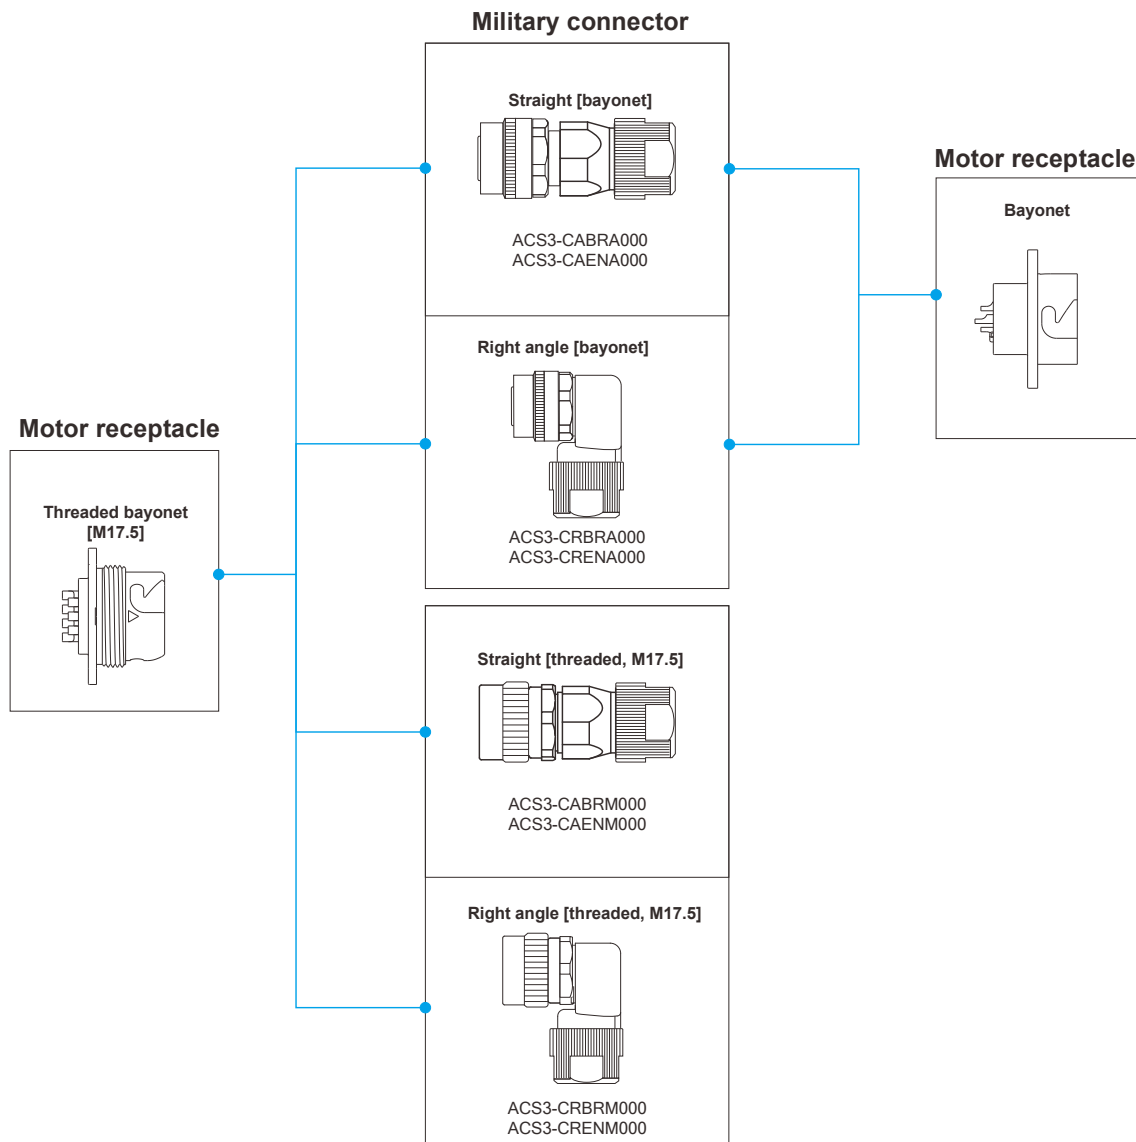 Military connector
Straight [bayonet]
ACS3-CABRA000
ACS3-CAENA000
Right angle [bayonet]
ACS3-CRBRA000
ACS3-CRENA000
Motor receptacle
Threaded bayonet
[M17.5]
Motor receptacle
Bayonet
Straight [threaded, M17.5]
ACS3-CABRM000
ACS3-CAENM000
Right angle [threaded, M17.5]
ACS3-CRBRM000
ACS3-CRENM000